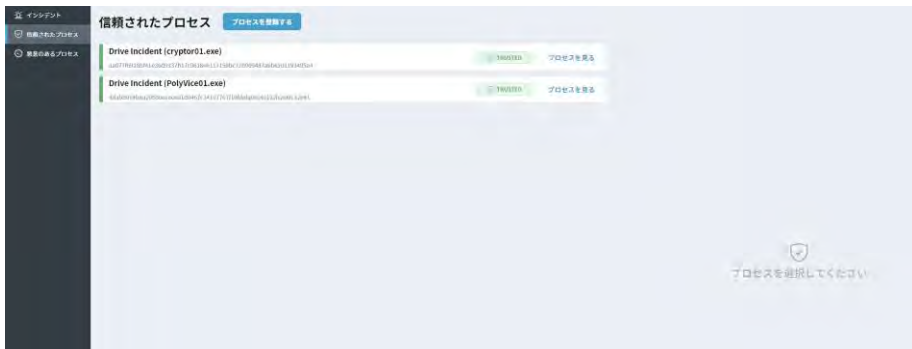 インシデント
信頼されたプロセス
悪意のあるプロセス
信頼されたプロセス
プロセスを登録する
Drive Incident (cryptor01.exe)
TRUSTED
プロセスを見る
Drive Incident (PolyVice01.exe)
TRUSTED
プロセスを見る
プロセスを選択してください